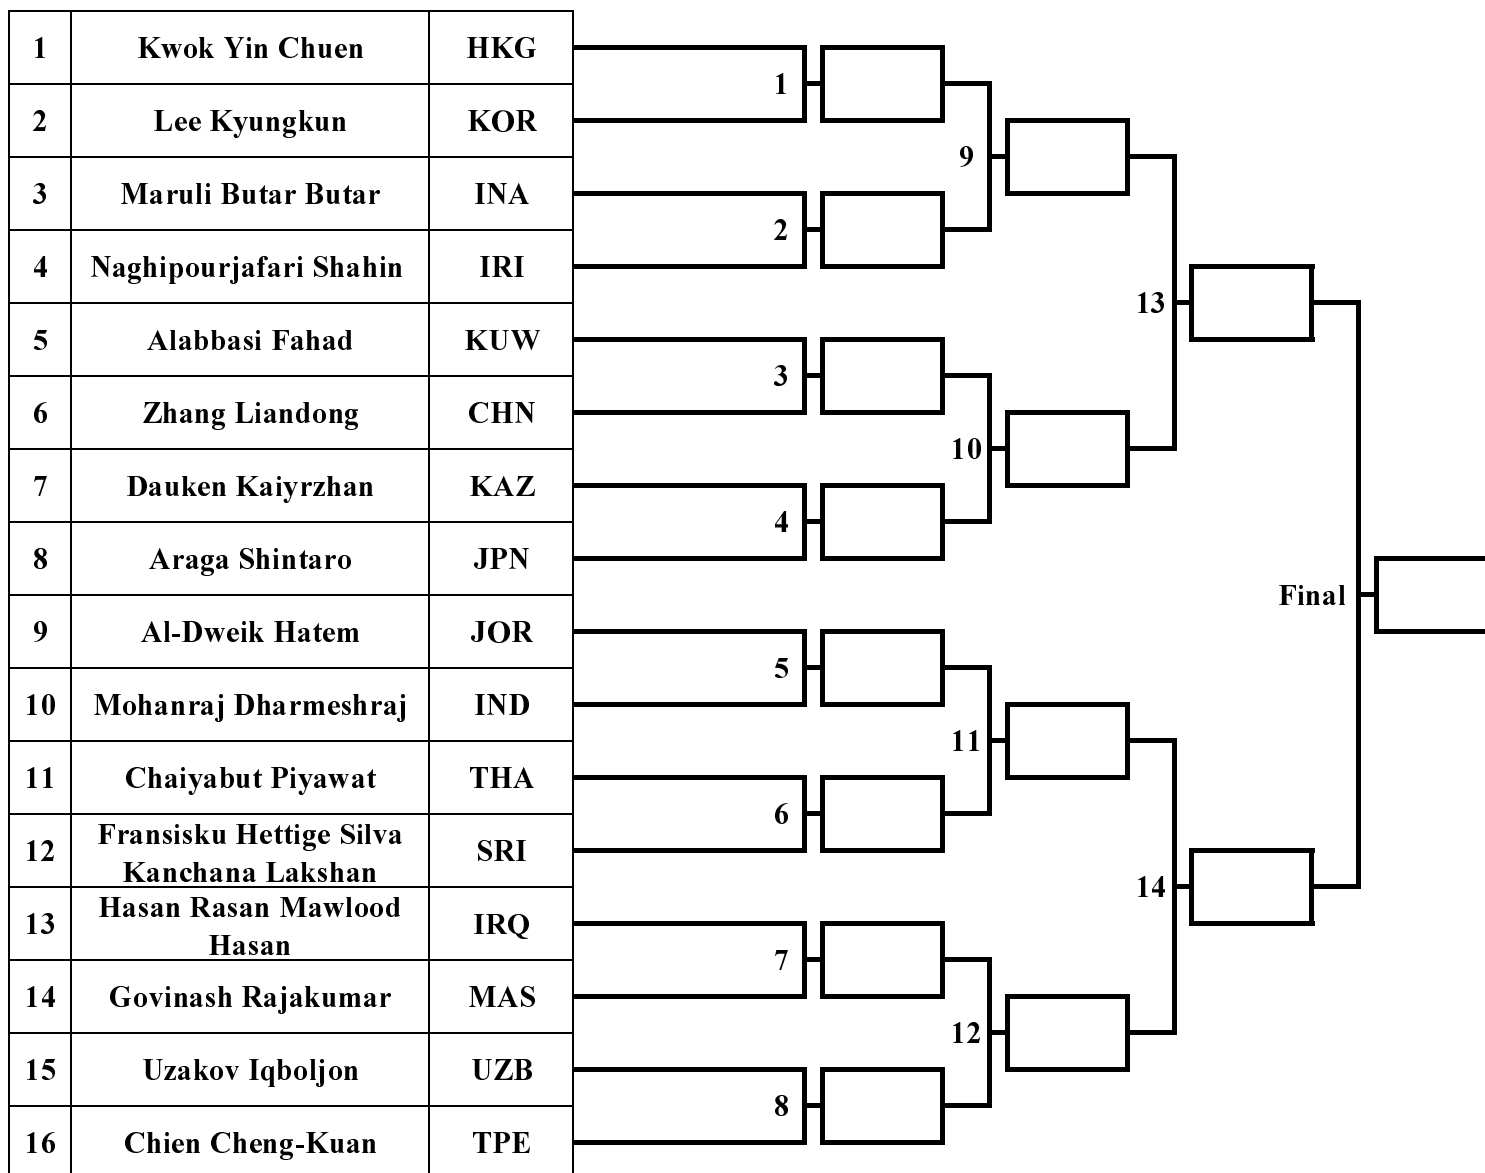 1 Kwok Yin Chuen HKG
2 Lee Kyungkun KOR
3 Maruli Butar Butar INA
4 Naghipourjafari Shahin IRI
5 Alabbasi Fahad KUW
6 Zhang Liandong CHN
7 Dauken Kaiyrzhan KAZ
8 Araga Shintaro JPN
9 Al-Dweik Hatem JOR
10 Mohanraj Dharmeshraj IND
11 Chaiyabut Piyawat THA
12 Fransisku Hettige Silva
Kanchana Lakshan SRI
13 Hasan Rasan Mawlood
Hasan IRQ
14 Govinash Rajakumar MAS
15 Uzakov Iqboljon UZB
16 Chien Cheng-Kuan TPE
1
2
3
4
5
6
7
8
9
10
11
12
13
14
Final